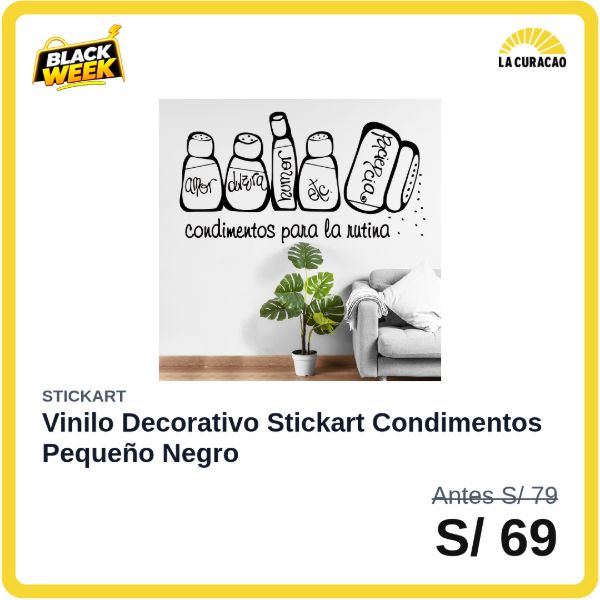 BLACK
WEEK
LA CURACAO
amor
dulzura
humor
etc.
paciencia
condimentos para la rutina
STICKART
Vinilo Decorativo Stickart Condimentos
Pequeño Negro
Antes S/ 79
S/ 69